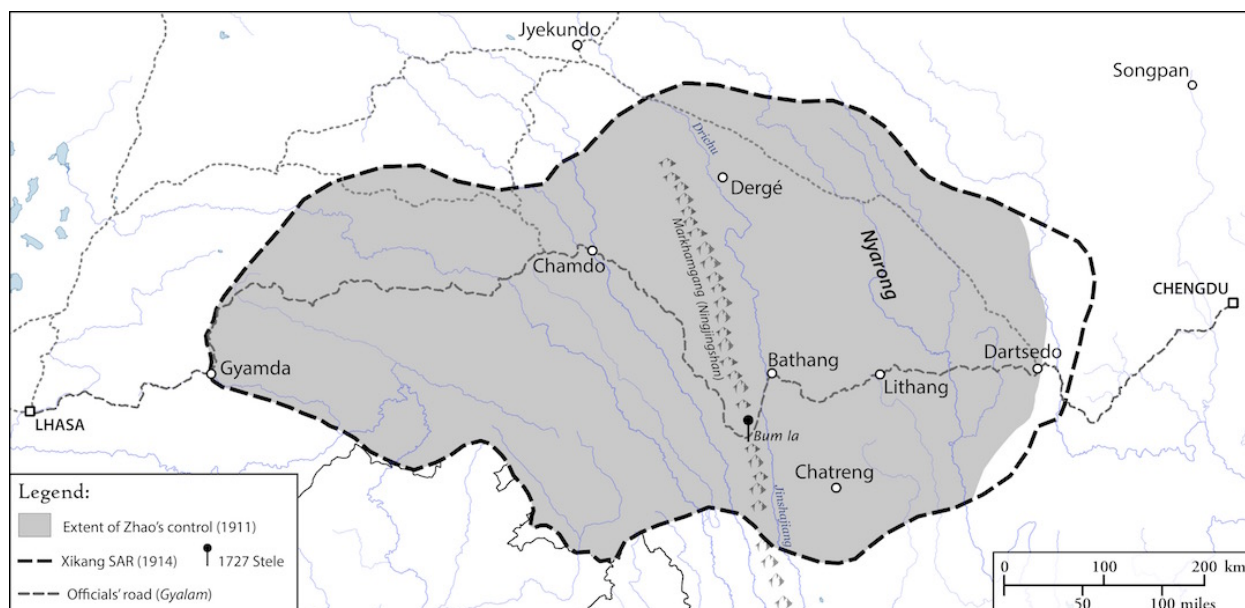 Jyekundo
Songpan
Drichu
Dergé
Nyarong
Markhamgang (Ningjingshan)
Chamdo
CHENGDU
Gyamda
Bathang
Lithang
Dartsedo
LHASA
Bum la
Chatreng
Jinshajiang
Legend:
Extent of Zhao's control (1911)
Xikang SAR (1914)
1727 Stele
Officials' road (Gyalam)
0 100 200 km
50 100 miles